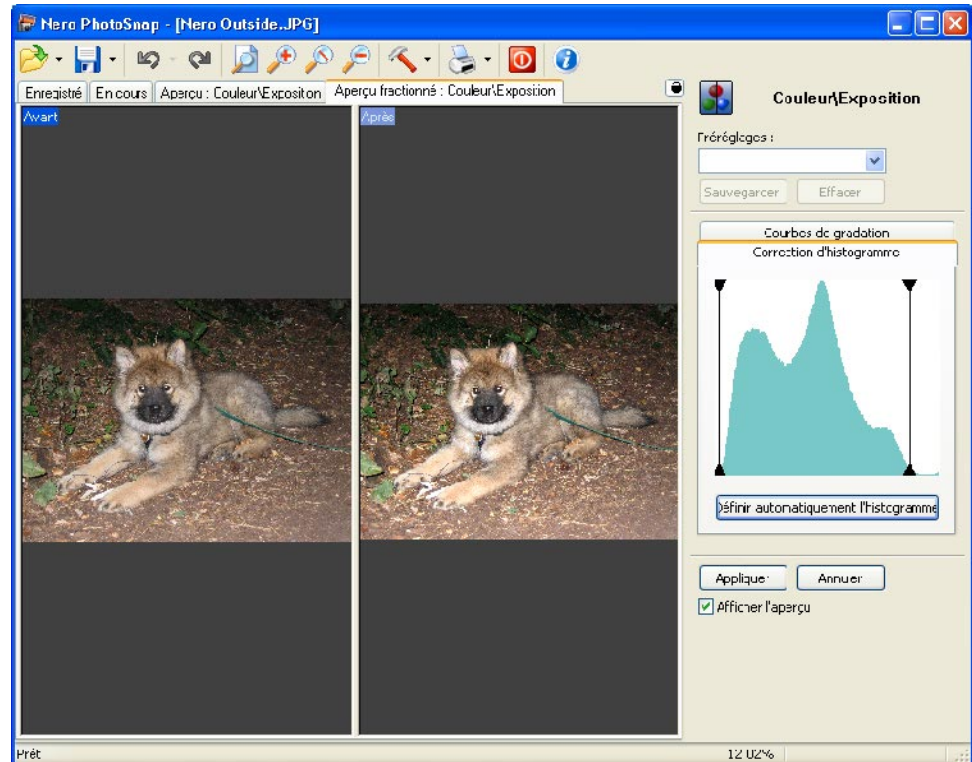 Nero PhotoSnap - [Nero Outside.JPG]
Enregistré
En cours
Aperçu : Couleur\Exposition
Aperçu fractionné : Couleur\Exposition
Avant
Après
Couleur\Exposition
Préréglages :
Sauvegarder
Effacer
Courbes de gradation
Correction d'histogramme
Définir automatiquement l'histogramme
Appliquer
Annuler
Afficher l'aperçu
Prêt
12.02%